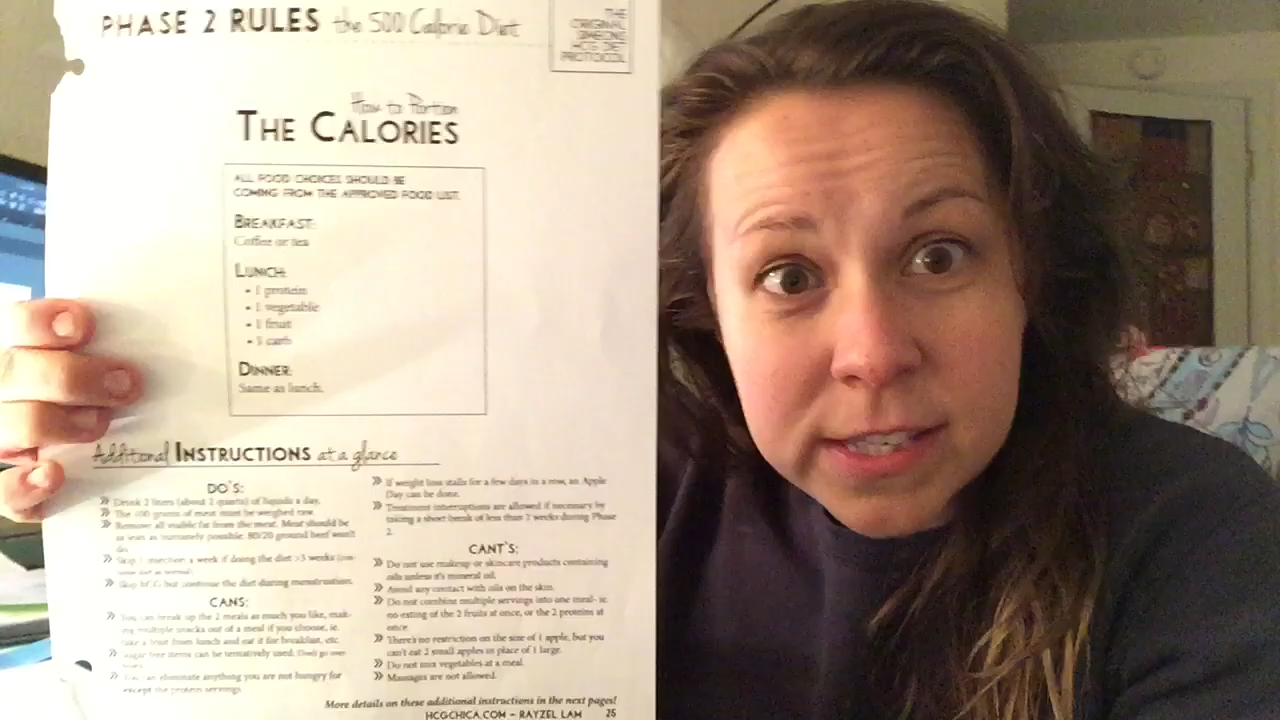 PHASE 2 RULES the 500 Calorie Diet
THE
ORIGINAL
SIMEONS
HCG DIET
PROTOCOL
How to Portion
THE CALORIES
ALL FOOD CHOICES SHOULD BE
COMING FROM THE APPROVED FOOD LIST.
BREAKFAST:
Coffee or tea
LUNCH:
• 1 protein
• 1 vegetable
• 1 fruit
• 1 carb
DINNER:
Same as lunch.
Additional INSTRUCTIONS at a glance
DO'S:
» Drink 2 liters (about 2 quarts) of liquids a day.
» The 100 grams of meat must be weighed raw.
» Remove all visible fat from the meat. Meat should be
as lean as humanely possible. 80/20 ground beef won't
do.
» Skip 1 injection a week if doing the diet >3 weeks
» Skip hCG but continue the diet during menstruation.
CANS:
» You can break up the 2 meals as much you like, mak-
ing multiple snacks out of a meal if you choose, ie.
take a fruit from lunch and eat it for breakfast, etc.
» Sugar free items can be tentatively used. Don't go over-
» You can eliminate anything you are not hungry for
except the protein servings.
» If weight loss stalls for a few days in a row, an Apple
Day can be done.
» Treatment interruptions are allowed if necessary by
taking a short break of less than 2 weeks during Phase
2.
CANT'S:
» Do not use makeup or skincare products containing
oils unless it's mineral oil.
» Avoid any contact with oils on the skin.
» Do not combine multiple servings into one meal- ie.
no eating of the 2 fruits at once, or the 2 proteins at
once.
» There's no restriction on the size of 1 apple, but you
can't eat 2 small apples in place of 1 large.
» Do not mix vegetables at a meal.
» Massages are not allowed.
More details on these additional instructions in the next pages!
HCGCHICA.COM – RAYZEL LAM 25